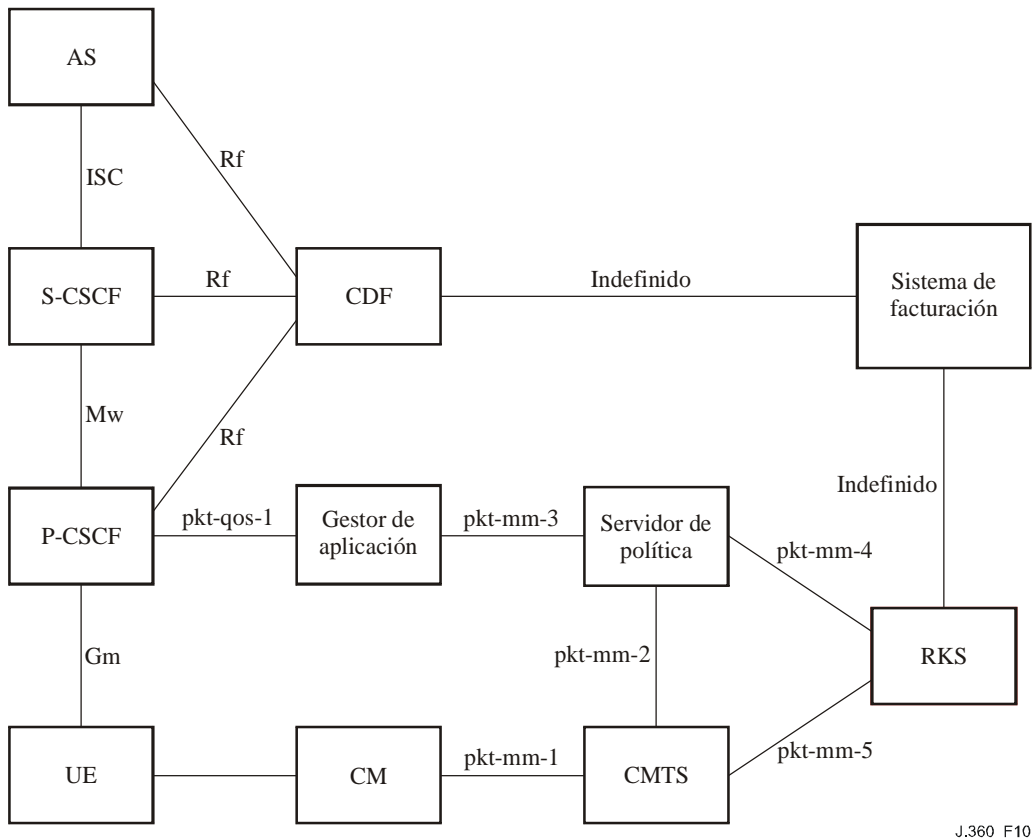 AS
Rf
ISC
S-CSCF
Rf
CDF
Indefinido
Sistema de
facturación
Mw
Rf
Indefinido
P-CSCF
pkt-qos-1
Gestor de
aplicación
pkt-mm-3
Servidor de
política
pkt-mm-4
Gm
pkt-mm-2
RKS
UE
CM
pkt-mm-1
CMTS
pkt-mm-5
J.360_F10